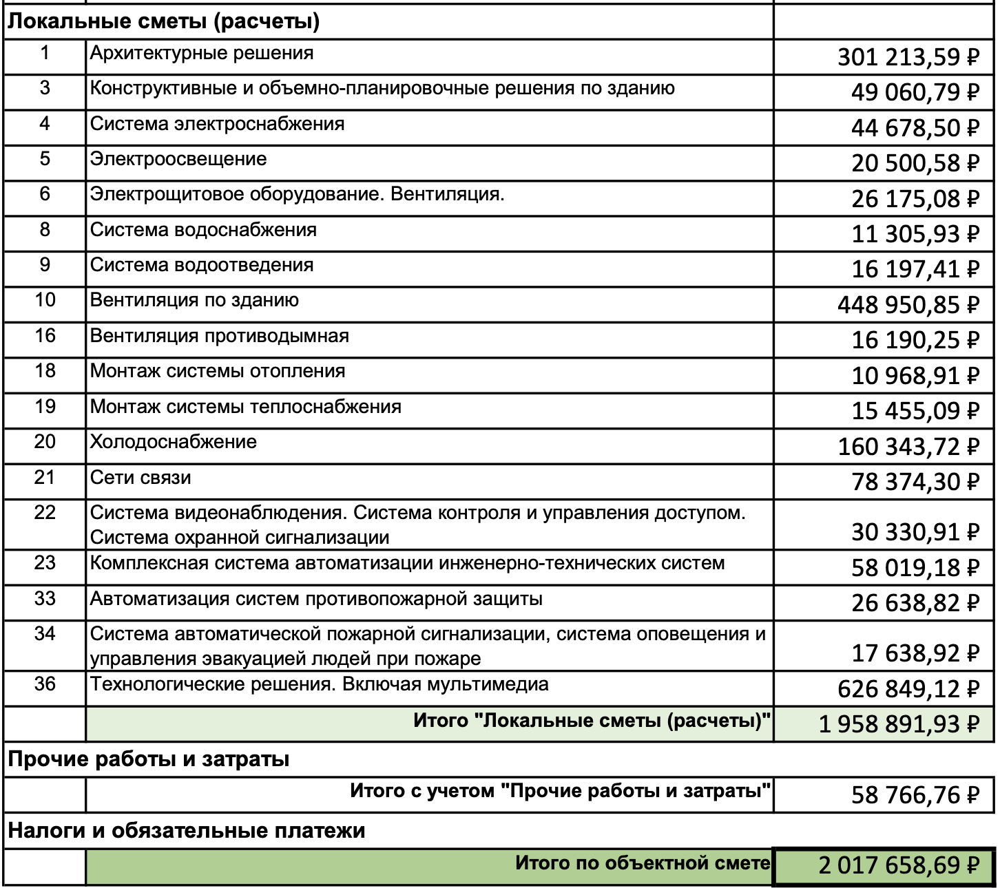 Локальные сметы (расчеты)
1 Архитектурные решения 301 213,59 ₽
3 Конструктивные и объемно-планировочные решения по зданию 49 060,79 ₽
4 Система электроснабжения 44 678,50 ₽
5 Электроосвещение 20 500,58 ₽
6 Электрощитовое оборудование. Вентиляция. 26 175,08 ₽
8 Система водоснабжения 11 305,93 ₽
9 Система водоотведения 16 197,41 ₽
10 Вентиляция по зданию 448 950,85 ₽
16 Вентиляция противодымная 16 190,25 ₽
18 Монтаж системы отопления 10 968,91 ₽
19 Монтаж системы теплоснабжения 15 455,09 ₽
20 Холодоснабжение 160 343,72 ₽
21 Сети связи 78 374,30 ₽
22 Система видеонаблюдения. Система контроля и управления доступом.
Система охранной сигнализации 30 330,91 ₽
23 Комплексная система автоматизации инженерно-технических систем 58 019,18 ₽
33 Автоматизация систем противопожарной защиты 26 638,82 ₽
34 Система автоматической пожарной сигнализации, система оповещения и
управления эвакуацией людей при пожаре 17 638,92 ₽
36 Технологические решения. Включая мультимедиа 626 849,12 ₽
Итого "Локальные сметы (расчеты)" 1 958 891,93 ₽
Прочие работы и затраты
Итого с учетом "Прочие работы и затраты" 58 766,76 ₽
Налоги и обязательные платежи
Итого по объектной смете 2 017 658,69 ₽